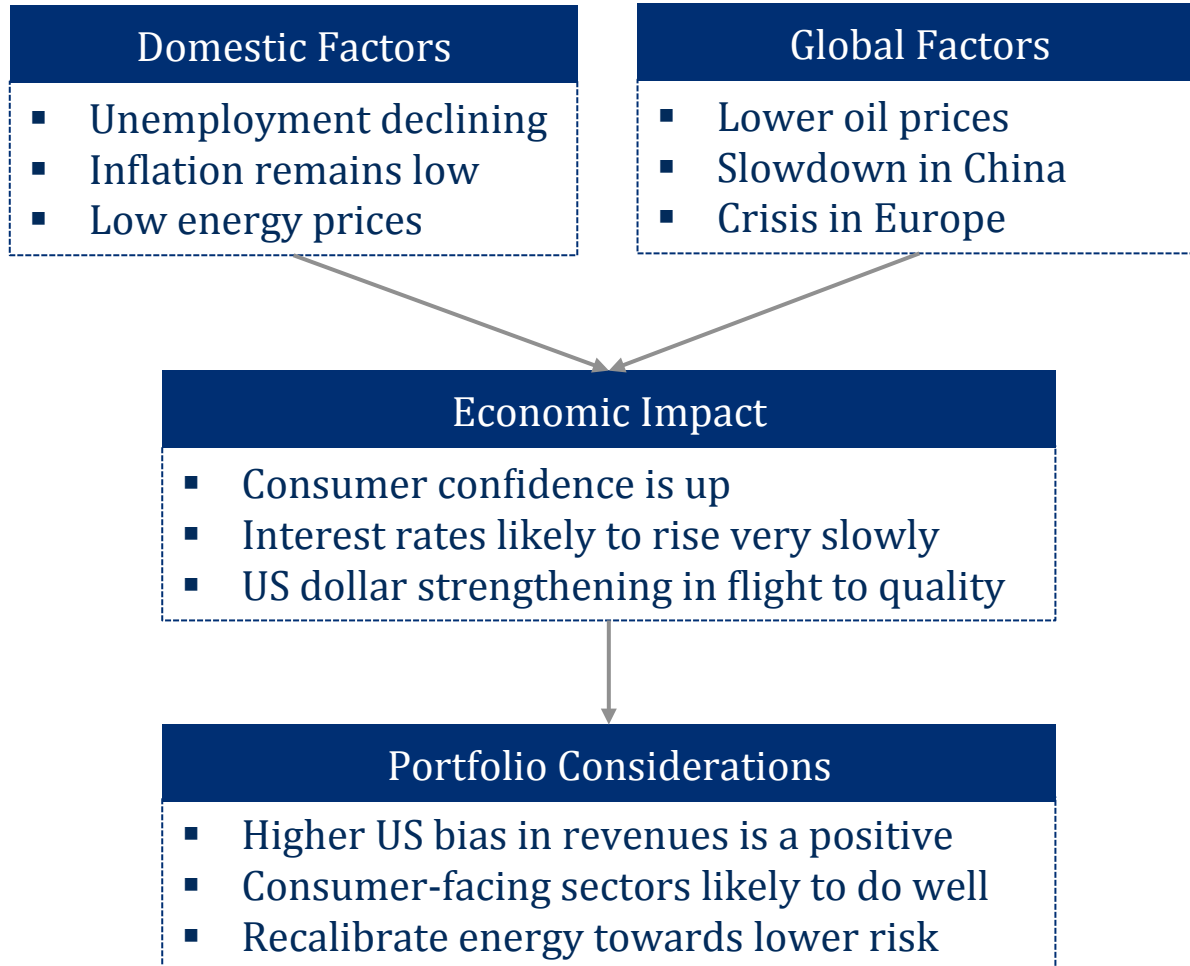 Domestic Factors
▪ Unemployment declining
▪ Inflation remains low
▪ Low energy prices
Global Factors
▪ Lower oil prices
▪ Slowdown in China
▪ Crisis in Europe
Economic Impact
▪ Consumer confidence is up
▪ Interest rates likely to rise very slowly
▪ US dollar strengthening in flight to quality
Portfolio Considerations
▪ Higher US bias in revenues is a positive
▪ Consumer-facing sectors likely to do well
▪ Recalibrate energy towards lower risk